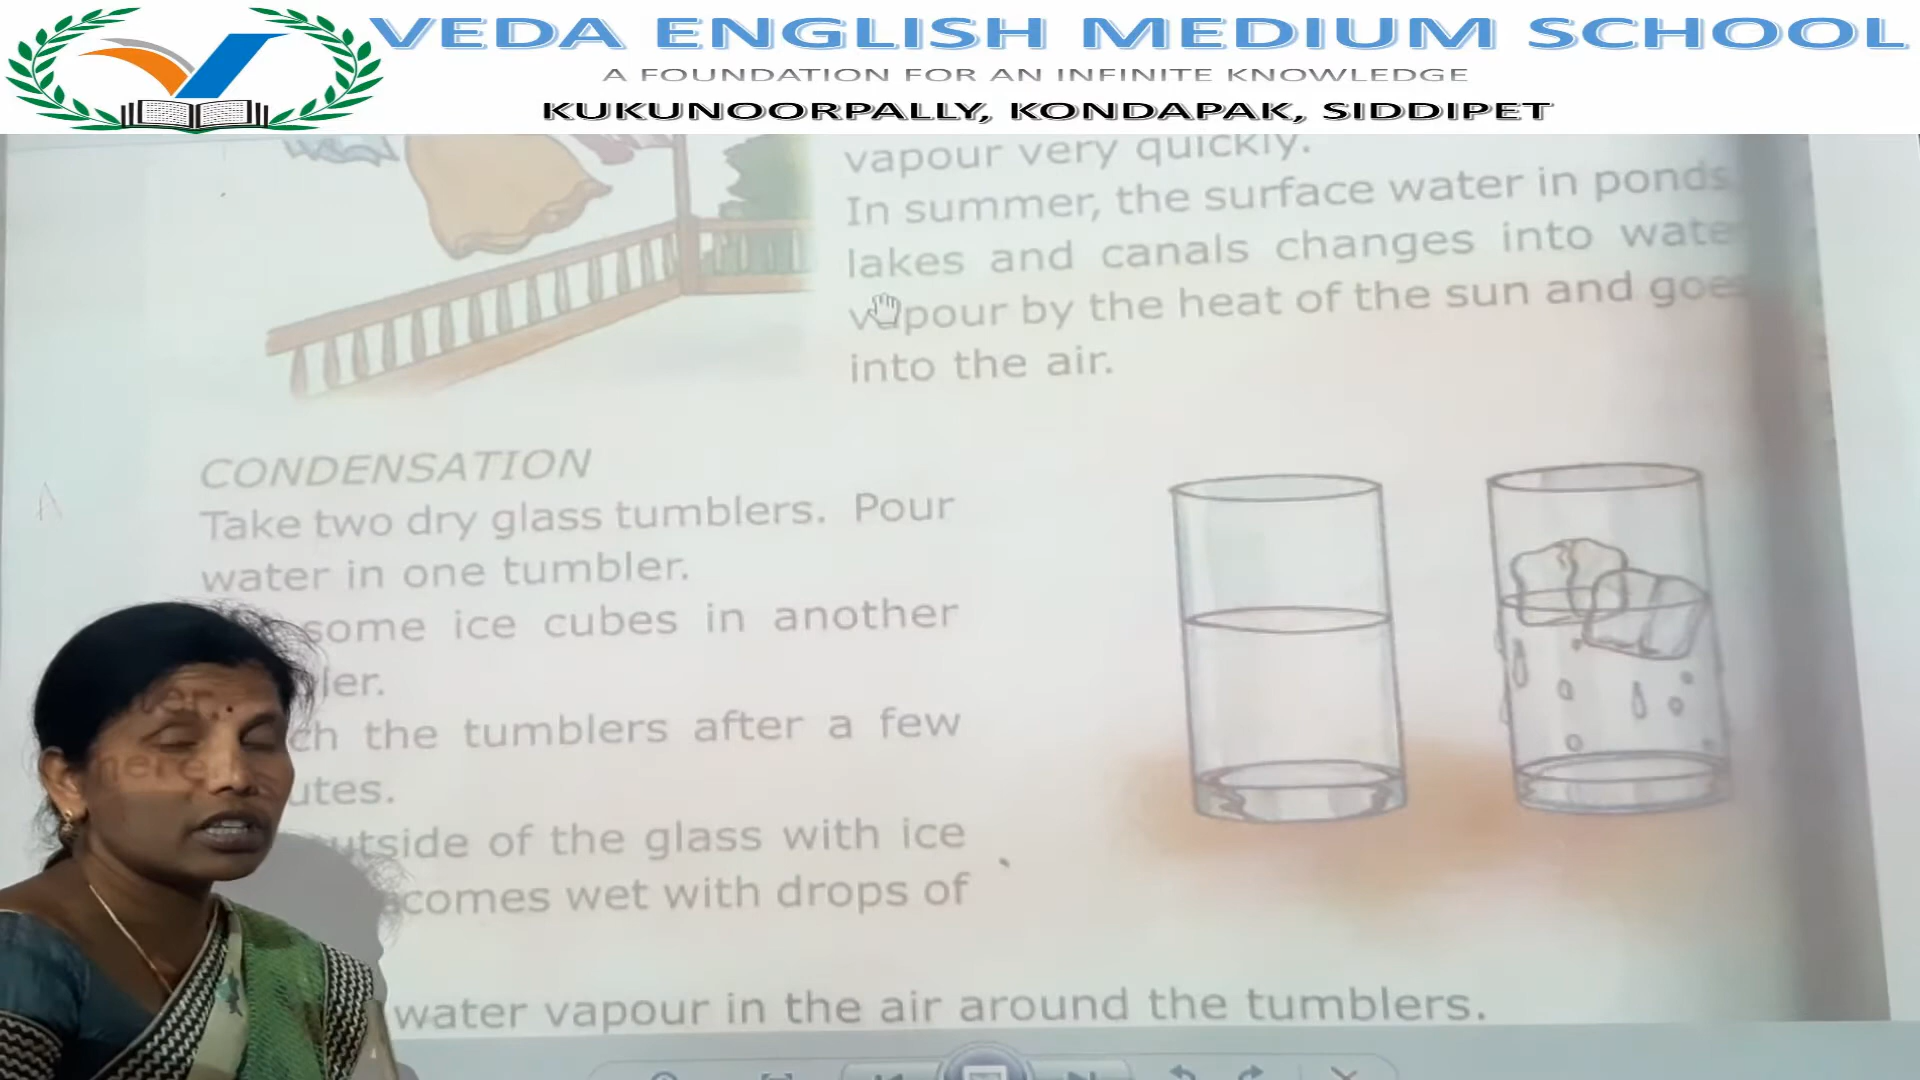 VEDA ENGLISH MEDIUM SCHOOL
A FOUNDATION FOR AN INFINITE KNOWLEDGE
KUKUNOORPALLY, KONDAPAK, SIDDIPET
vapour very quickly.
In summer, the surface water in ponds
lakes and canals changes into wate
vapour by the heat of the sun and goes
into the air.
CONDENSATION
Take two dry glass tumblers. Pour
water in one tumbler.
some ice cubes in another
ler.
ch the tumblers after a few
utes.
utside of the glass with ice
comes wet with drops of
water vapour in the air around the tumblers.